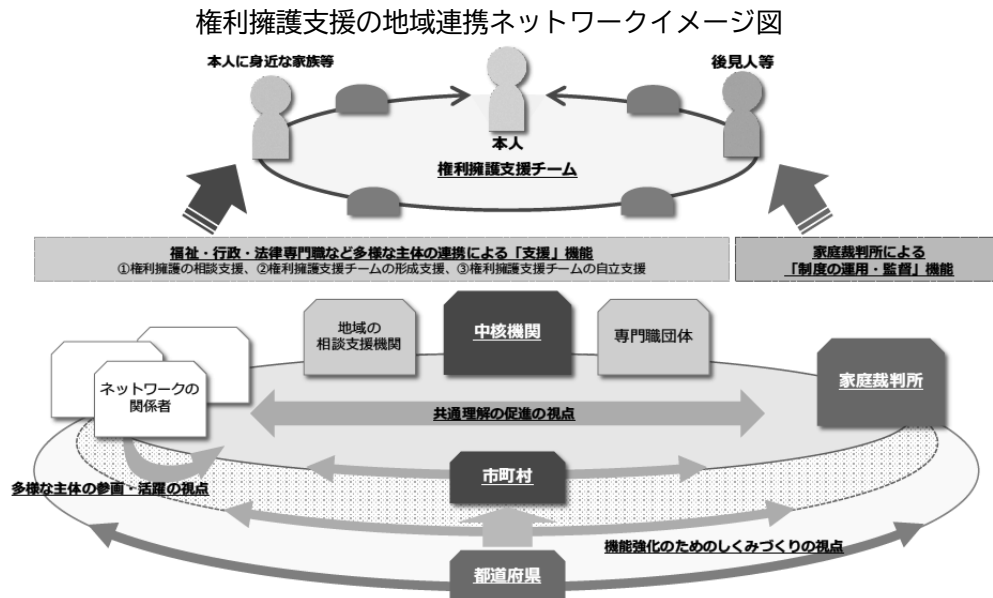 権利擁護支援の地域連携ネットワークイメージ図
本人に身近な家族等
後見人等
本人
権利擁護支援チーム
福祉・行政・法律専門職など多様な主体の連携による「支援」機能
①権利擁護の相談支援、②権利擁護支援チームの形成支援、③権利擁護支援チームの自立支援
家庭裁判所による
「制度の運用・監督」機能
地域の
相談支援機関
中核機関
専門職団体
ネットワークの
関係者
家庭裁判所
共通理解の促進の視点
市町村
多様な主体の参画・活躍の視点
機能強化のためのしくみづくりの視点
都道府県